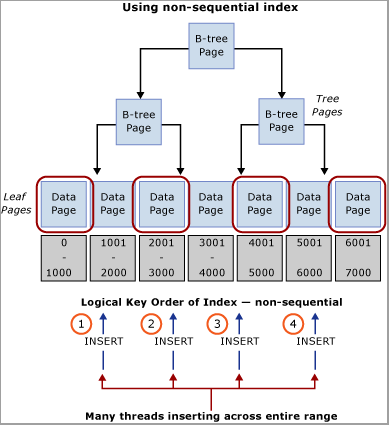 Using non-sequential index
B-tree
Page
B-tree
Page
B-tree
Page
Tree
Pages
Leaf
Pages
Data
Page
Data
Page
Data
Page
Data
Page
Data
Page
Data
Page
Data
Page
0
-
1000
1001
-
2000
2001
-
3000
3001
-
4000
4001
-
5000
5001
-
6000
6001
-
7000
Logical Key Order of Index — non-sequential
1
INSERT
2
INSERT
3
INSERT
4
INSERT
Many threads inserting across entire range